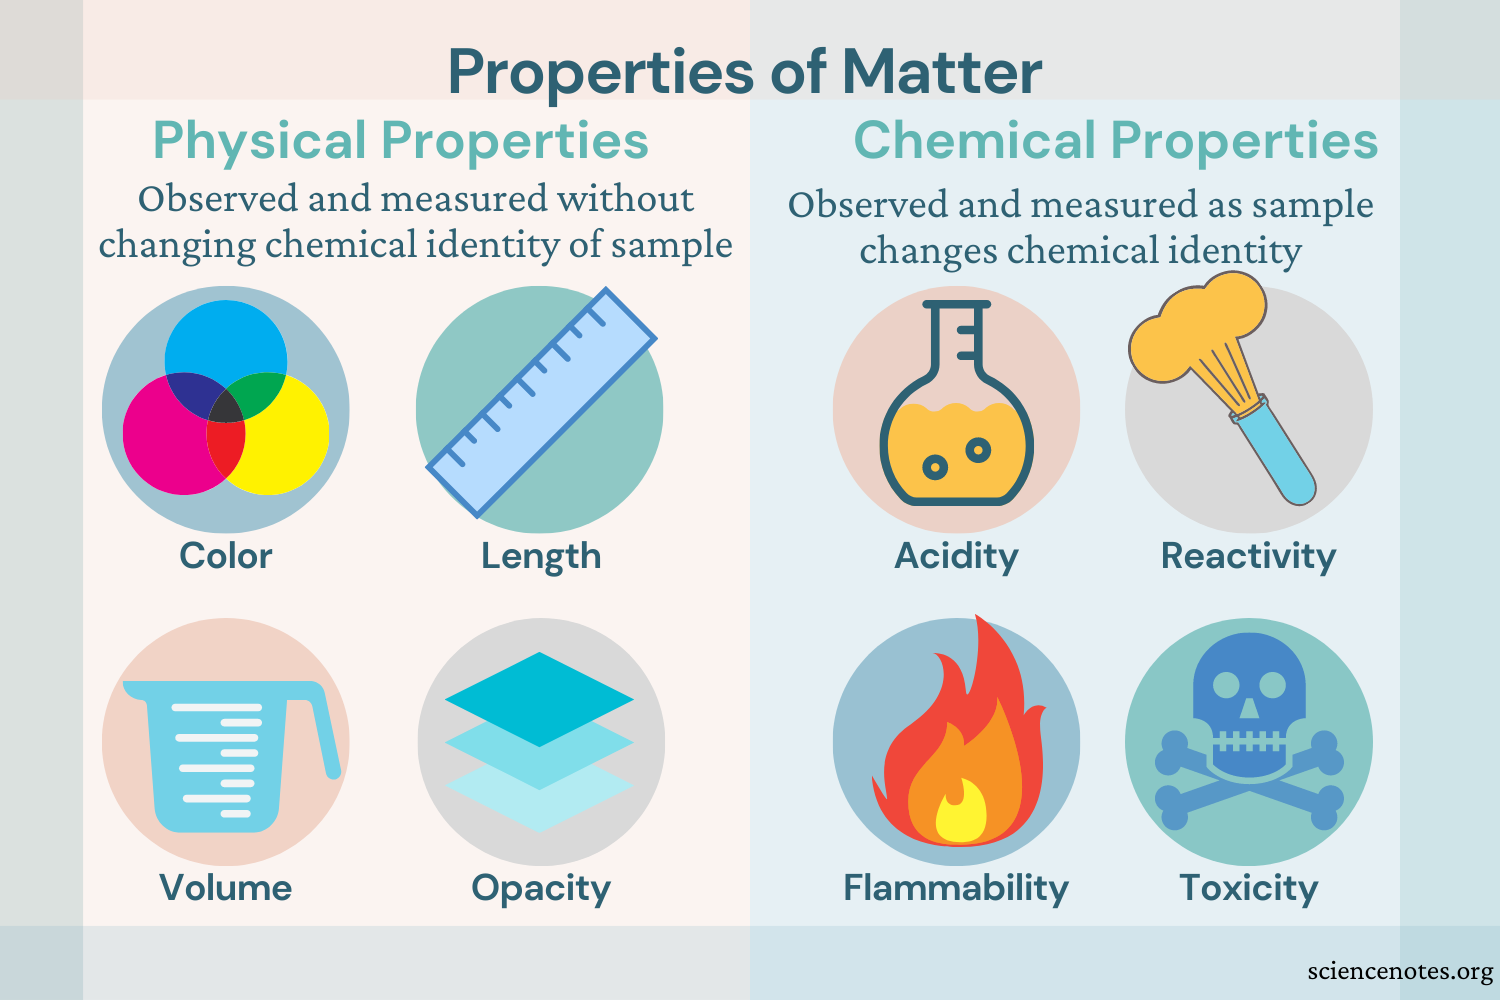 Properties of Matter
Physical Properties
Observed and measured without
changing chemical identity of sample
Color
Length
Volume
Opacity
Chemical Properties
Observed and measured as sample
changes chemical identity
Acidity
Reactivity
Flammability
Toxicity
sciencenotes.org